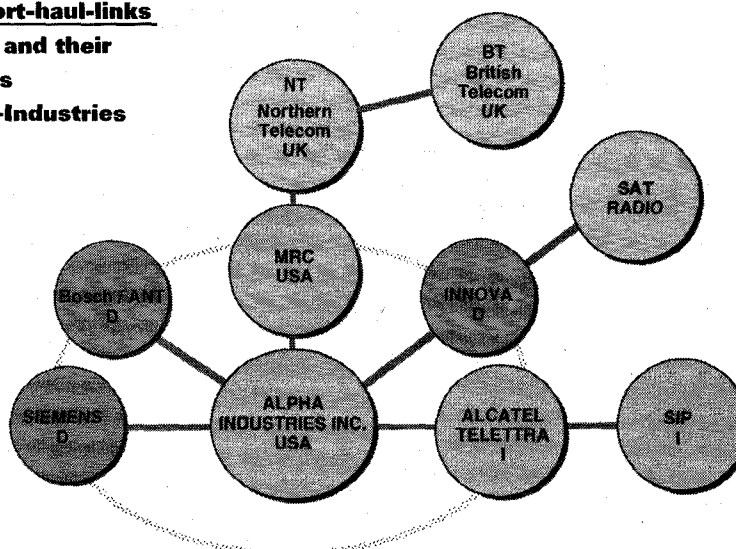 ort-haul-links
and their
s
-Industries
NT
Northern
Telecom
UK
BT
British
Telecom
UK
SAT
RADIO
MRC
USA
Bosch/ANT
D
INNOVA
D
SIEMENS
D
ALPHA
INDUSTRIES INC.
USA
ALCATEL
TELETTRA
I
SIP
I